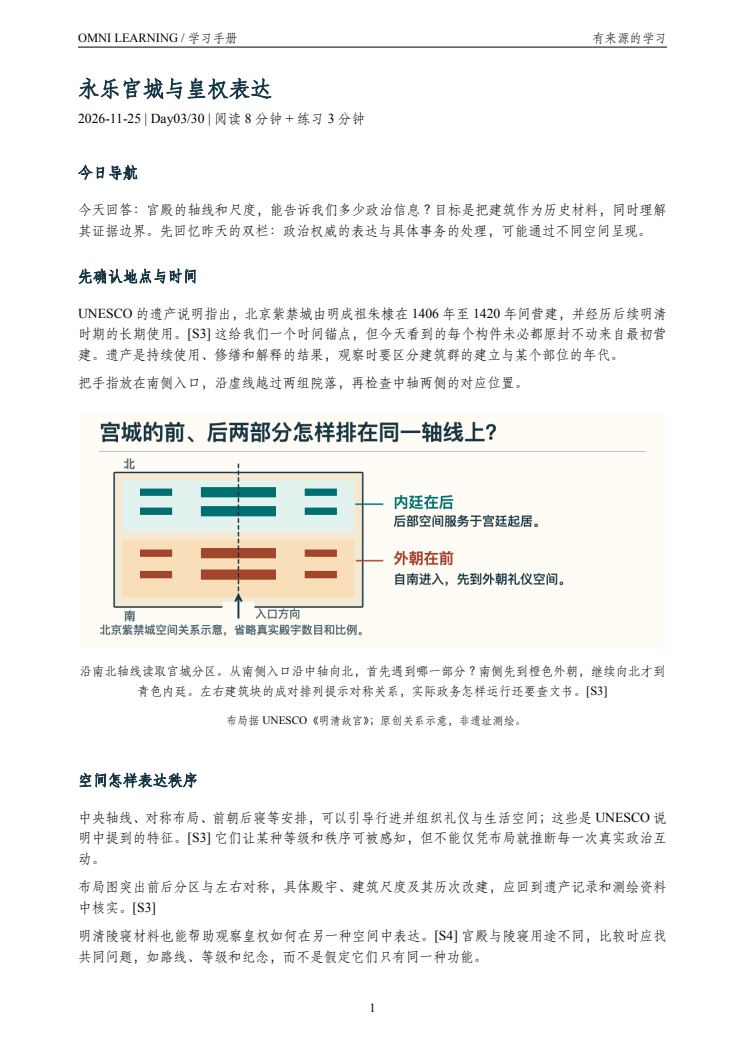 OMNI LEARNING / 学习手册
有来源的学习
永乐宫城与皇权表达
2026-11-25 | Day03/30 | 阅读 8 分钟 + 练习 3 分钟
今日导航
今天回答：宫殿的轴线和尺度，能告诉我们多少政治信息？目标是把建筑作为历史材料，同时理解
其证据边界。先回忆昨天的双栏：政治权威的表达与具体事务的处理，可能通过不同空间呈现。
先确认地点与时间
UNESCO 的遗产说明指出，北京紫禁城由明成祖朱棣在 1406 年至 1420 年间营建，并经历后续明清
时期的长期使用。[S3] 这给我们一个时间锚点，但今天看到的每个构件未必都原封不动来自最初营
建。遗产是持续使用、修缮和解释的结果，观察时要区分建筑群的建立与某个部位的年代。
把手指放在南侧入口，沿虚线越过两组院落，再检查中轴两侧的对应位置。
宫城的前、后两部分怎样排在同一轴线上？
北
内廷在后
后部空间服务于宫廷起居。
外朝在前
自南进入，先到外朝礼仪空间。
南
入口方向
北京紫禁城空间关系示意，省略真实殿宇数目和比例。
沿南北轴线读取宫城分区。从南侧入口沿中轴向北，首先遇到哪一部分？南侧先到橙色外朝，继续向北才到
青色内廷。左右建筑块的成对排列提示对称关系，实际政务怎样运行还要查文书。[S3]
布局据 UNESCO《明清故宫》；原创关系示意，非遗址测绘。
空间怎样表达秩序
中央轴线、对称布局、前朝后寝等安排，可以引导行进并组织礼仪与生活空间；这些是 UNESCO 说
明中提到的特征。[S3] 它们让某种等级和秩序可被感知，但不能仅凭布局就推断每一次真实政治互
动。
布局图突出前后分区与左右对称，具体殿宇、建筑尺度及其历次改建，应回到遗产记录和测绘资料
中核实。[S3]
明清陵寝材料也能帮助观察皇权如何在另一种空间中表达。[S4] 宫殿与陵寝用途不同，比较时应找
共同问题，如路线、等级和纪念，而不是假定它们只有同一种功能。
1